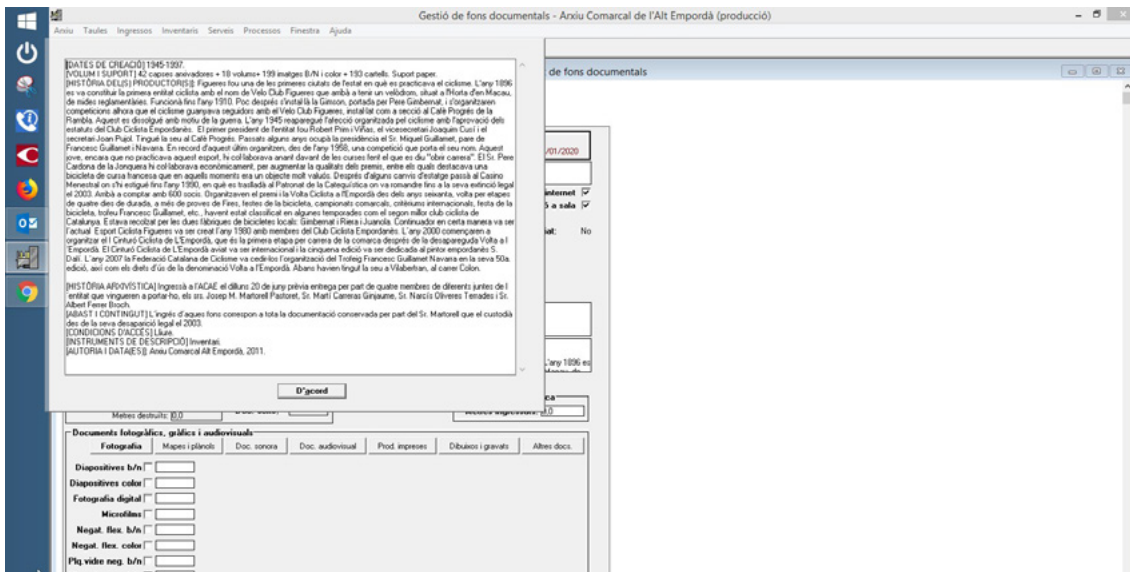 Gestió de fons documentals - Arxiu Comarcal de l'Alt Empordà (producció)
Arxiu Taules Ingressos Inventaris Serveis Processos Finestra Ajuda
[DATES DE CREACIÓ] 1945-1997.
[VOLUM I SUPORT] 42 capses arxivadores + 18 volums+ 199 imatges B/N i color + 193 cartells. Suport paper.
[HISTÒRIA DEL(S) PRODUCTOR(S)]: Figueres fou una de les primeres ciutats de l'estat en què es practicava el ciclisme. L'any 1896
es va constituir la primera entitat ciclista amb el nom de Velo Club Figueres que arribà a tenir un velòdrom, situat a l'Horta d'en Macau,
de mides reglamentàries. Funcionà fins l'any 1910. Poc després s'instal·là la Gimson, portada per Pere Gimbernat, i s'organitzaren
competicions alhora que el ciclisme guanyava seguidors amb el Velo Club Figueres, instal·lat com a secció al Cafè Progrés de la
Rambla. Aquest es dissolgué amb motiu de la guerra. L'any 1945 reaparegué l'afecció organitzada pel ciclisme amb l'aprovació dels
estatuts del Club Ciclista Empordanès. El primer president de l'entitat fou Robert Prim i Viñas, el vicesecretari Joaquim Cusí i el
secretari Joan Pujol. Tingué la seu al Cafè Progrés. Passats alguns anys ocupà la presidència el Sr. Miquel Guillamet, pare de
Francesc Guillamet i Navarra. En record d'aquest últim organitzen, des de l'any 1958, una competició que porta el seu nom. Aquest
jove, encara que no practicava aquest esport, hi col·laborava anant davant de les curses fent el que es diu "obrir carrera". El Sr. Pere
Cardona de la Jonquera hi col·laborava econòmicament, per augmentar la qualitats dels premis, entre els quals destacava una
bicicleta de cursa francesa que en aquells moments era un objecte molt valuós. Després d'alguns canvis d'estatge passà al Casino
Menestral on s'hi estigué fins l'any 1990, en què es traslladà al Patronat de la Catequística on va romandre fins a la seva extinció legal
el 2003. Arribà a comptar amb 600 socis. Organitzaven el premi i la Volta Ciclista a l'Empordà des dels anys seixanta, volta per etapes
de quatre dies de durada, a més de proves de Fires, festes de la bicicleta, campionats comarcals, critèriums internacionals, festa de la
bicicleta, trofeu Francesc Guillamet, etc., havent estat classificat en algunes temporades com el segon millor club ciclista de
Catalunya. Estava recolzat per les dues fàbriques de bicicletes locals: Gimbernat i Riera i Juanola. Continuador en certa manera va ser
l'actual Esport Ciclista Figueres va ser creat l'any 1980 amb membres del Club Ciclista Empordanès. L'any 2000 començaren a
organitzar el I Cinturó Ciclista de L'Empordà, que és la primera etapa per carrera de la comarca després de la desapareguda Volta a l
'Empordà. El Cinturó Ciclista de L'Empordà aviat va ser internacional i la cinquena edició va ser dedicada al pintor empordanès S.
Dalí. L'any 2007 la Federació Catalana de Ciclisme va cedir-los l'organització del Trofeig Francesc Guillamet Navarra en la seva 50a.
edició, així com els drets d'ús de la denominació Volta a l'Empordà. Abans havien tingut la seu a Vilabertran, al carrer Colon.
[HISTÒRIA ARXIVÍSTICA] Ingressà a l'ACAE el dilluns 20 de juny prèvia entrega per part de quatre membres de diferents juntes de l
'entitat que vingueren a portar-ho, els srs. Josep M. Martorell Pastoret, Sr. Martí Carreras Ginjaume, Sr. Narcís Oliveres Terrades i Sr.
Albert Ferrer Broch.
[ABAST I CONTINGUT] L'ingrés d'aques fons correspon a tota la documentació conservada per part del Sr. Martorell que el custodià
des de la seva desaparició legal el 2003.
[CONDICIONS D'ACCÉS] Lliure.
[INSTRUMENTS DE DESCRIPCIÓ] Inventari.
[AUTORIA I DATA(ES)]: Arxiu Comarcal Alt Empordà, 2011.
D'acord
de fons documentals
/01/2020
internet
ó a sala
iat: No
L'any 1896 es
ca
Metres destruïts: 0,0
0,0
Documents fotogràfics, gràfics i audiovisuals
Fotografia Mapes i plànols Doc. sonora Doc. audiovisual Prod. impreses Dibuixos i gravats Altres docs.
Diapositives b/n
Diapositives color
Fotografia digital
Microfilms
Negat. flex. b/n
Negat. flex. color
Plq.vidre neg. b/n